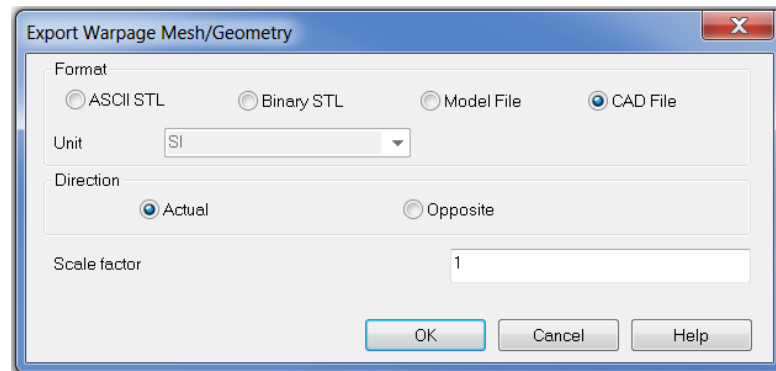 Export Warpage Mesh/Geometry
Format
ASCII STL Binary STL Model File CAD File
Unit SI
Direction
Actual Opposite
Scale factor 1
OK Cancel Help